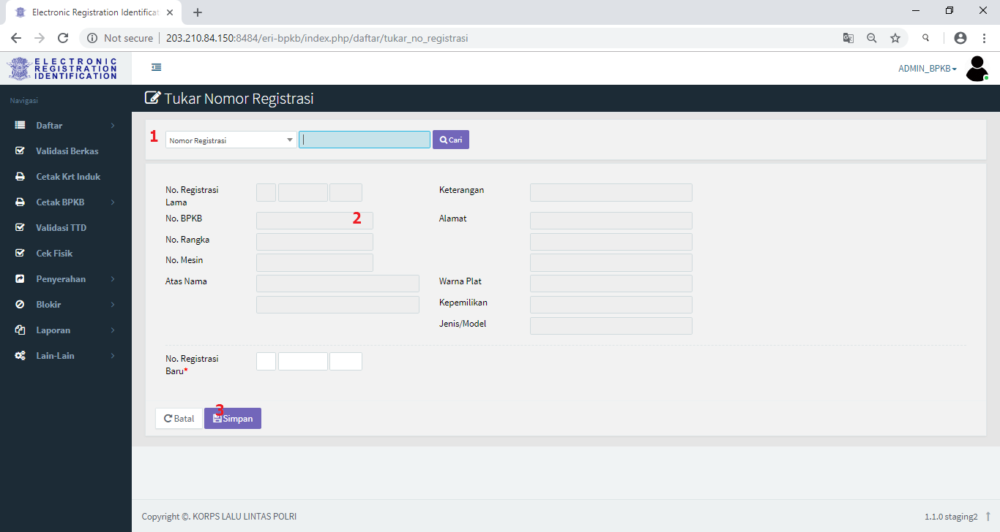 Electronic Registration Identificat
Not secure
203.210.84.150:8484/eri-bpkb/index.php/daftar/tukar_no_registrasi
ELECTRONIC
REGISTRATION
IDENTIFICATION
ADMIN_BPKB
Navigasi
Daftar
Validasi Berkas
Cetak Krt Induk
Cetak BPKB
Validasi TTD
Cek Fisik
Penyerahan
Blokir
Laporan
Lain-Lain
Tukar Nomor Registrasi
1
Nomor Registrasi
Cari
No. Registrasi
Lama
No. BPKB
2
No. Rangka
No. Mesin
Atas Nama
Keterangan
Alamat
Warna Plat
Kepemilikan
Jenis/Model
No. Registrasi
Baru*
3
Batal
Simpan
Copyright ©. KORPS LALU LINTAS POLRI
1.1.0 staging2